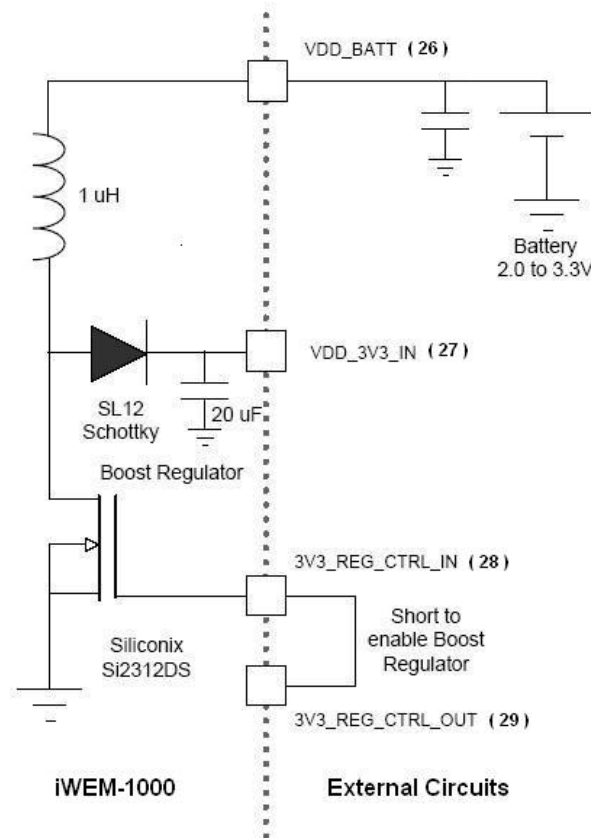 VDD_BATT (26)
1 uH
Battery
2.0 to 3.3V
VDD_3V3_IN (27)
SL12
Schottky
20 uF
Boost Regulator
3V3_REG_CTRL_IN (28)
Short to
enable Boost
Regulator
Siliconix
Si2312DS
3V3_REG_CTRL_OUT (29)
iWEM-1000
External Circuits